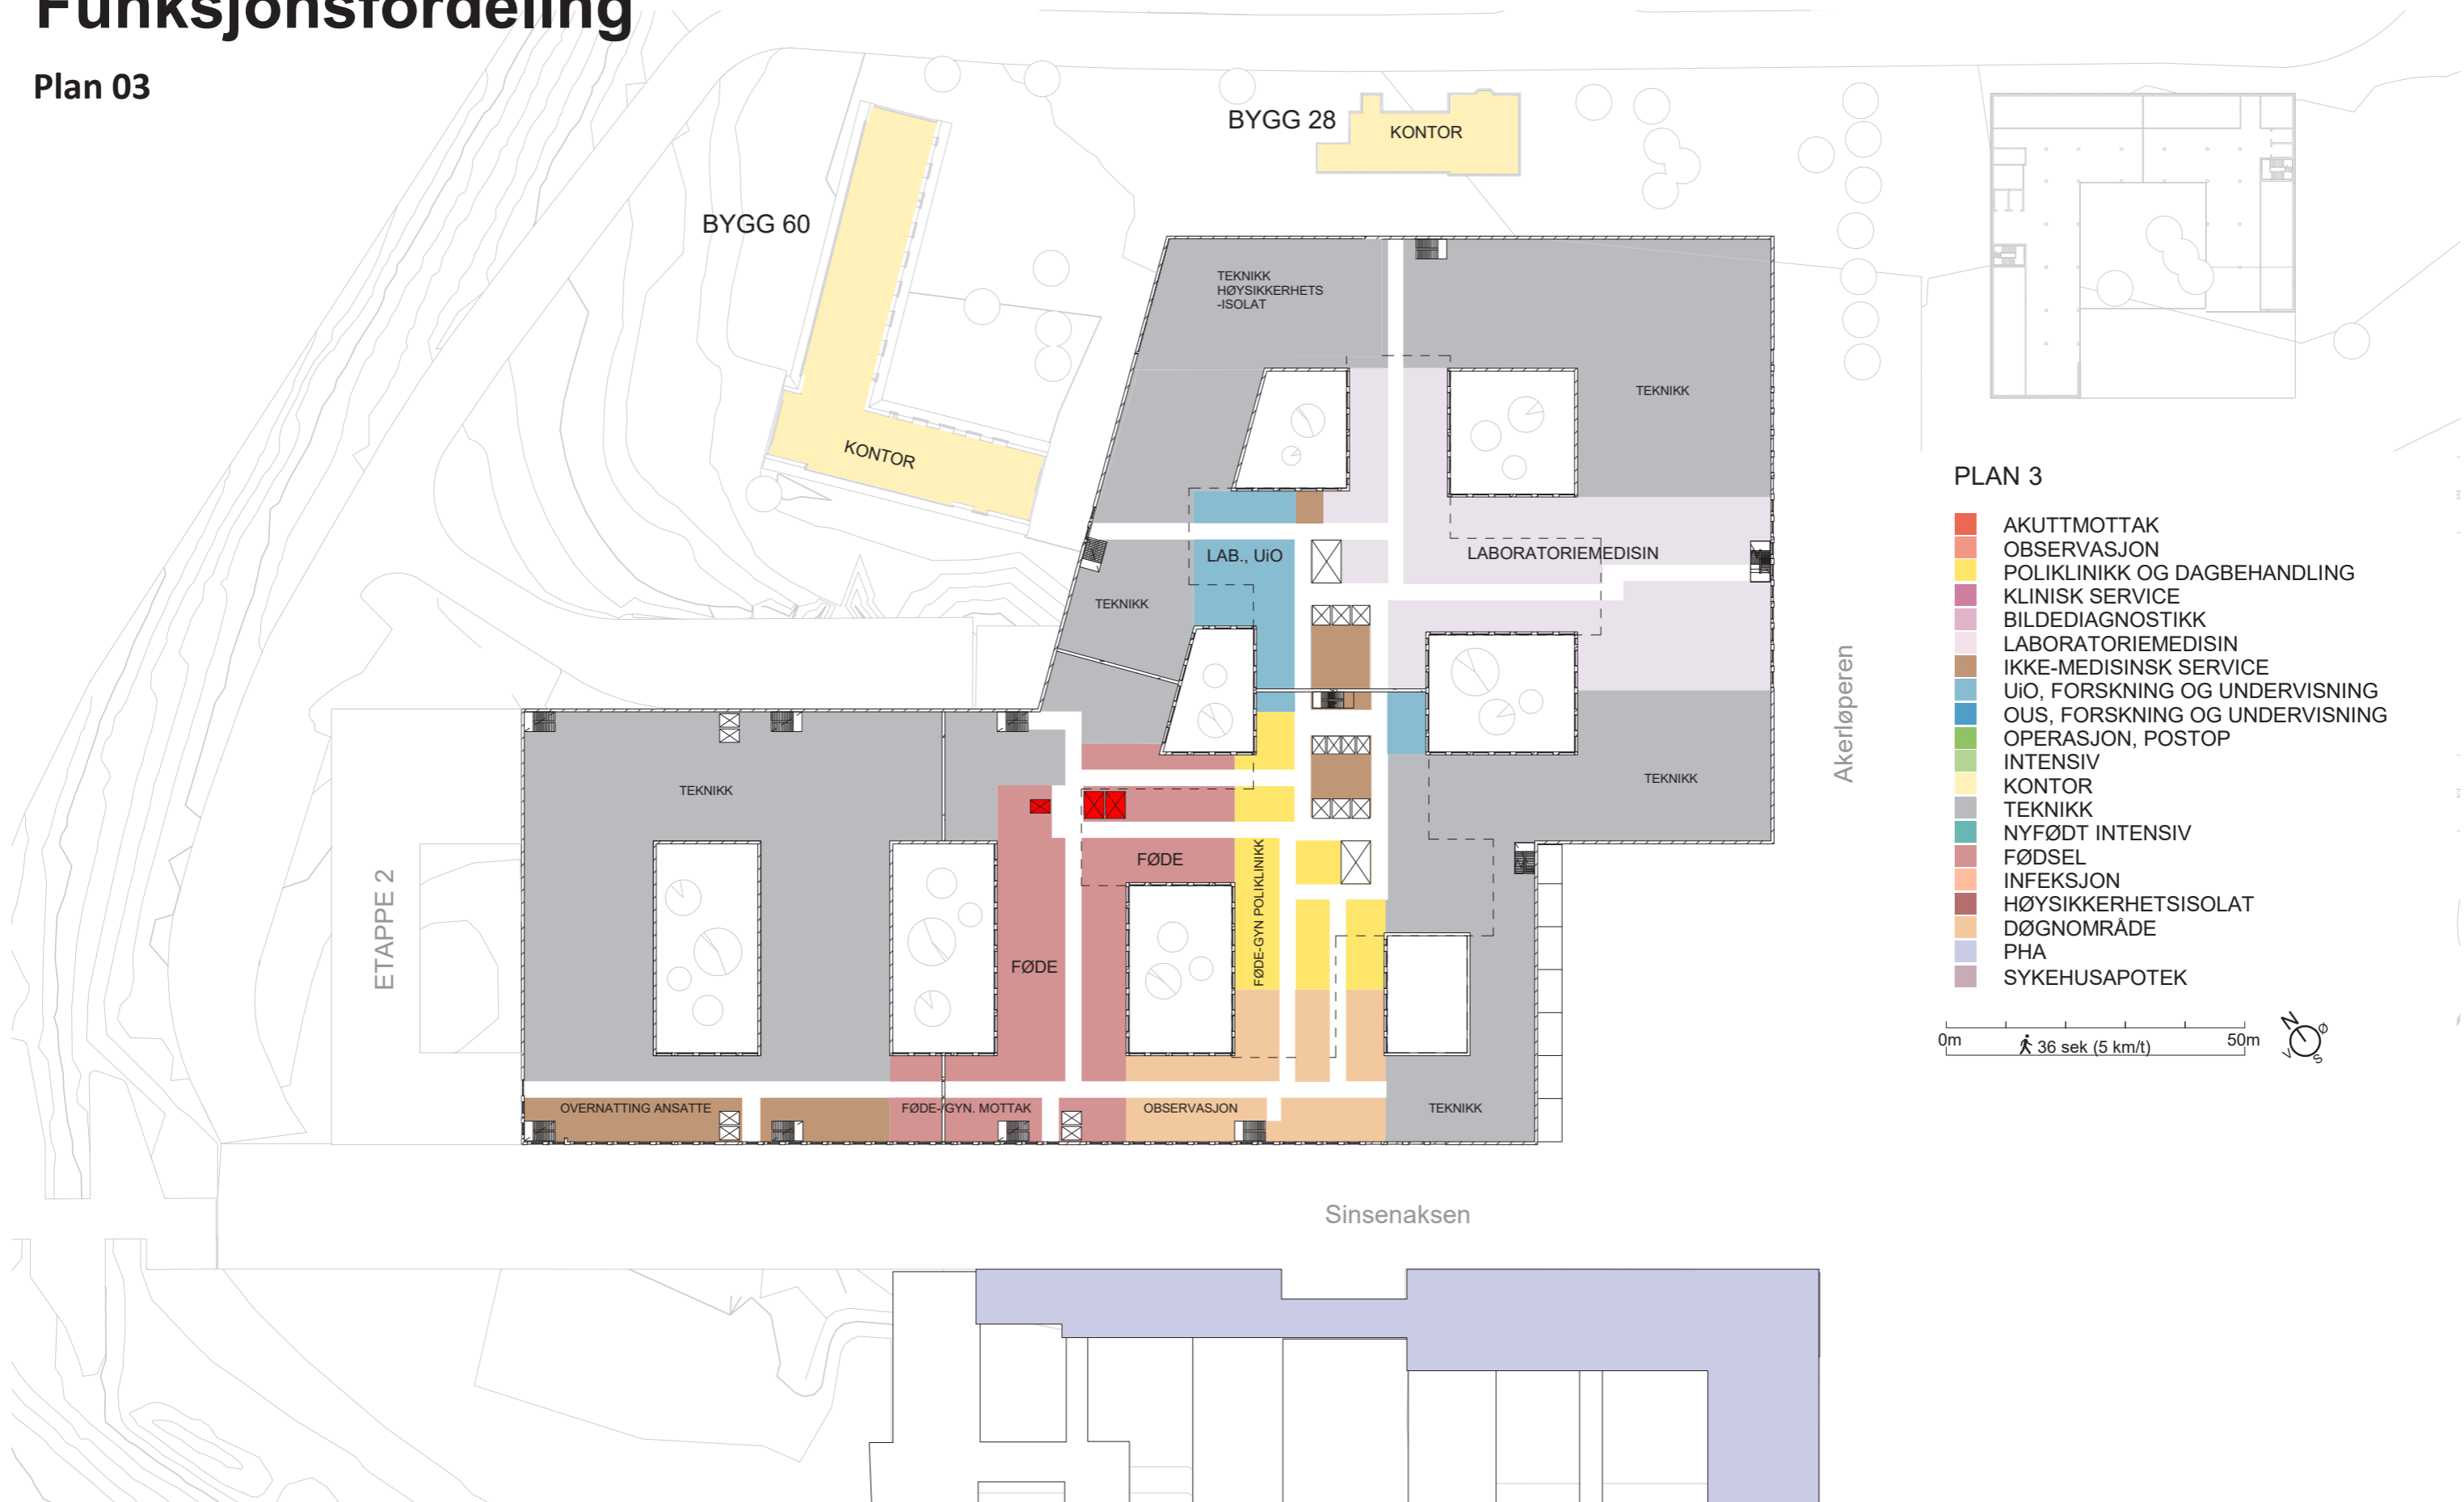 Funksjonsfordeling
Plan 03
BYGG 28
KONTOR
BYGG 60
KONTOR
TEKNIKK
HØYSIKKERHETS
-ISOLAT
TEKNIKK
LAB., UiO
LABORATORIEMEDISIN
TEKNIKK
TEKNIKK
TEKNIKK
FØDE
FØDE-GYN POLIKLINIKK
FØDE
ETAPPE 2
Akerløperen
OVERNATTING ANSATTE
FØDE-/GYN. MOTTAK
OBSERVASJON
TEKNIKK
Sinsenaksen
PLAN 3
AKUTTMOTTAK
OBSERVASJON
POLIKLINIKK OG DAGBEHANDLING
KLINISK SERVICE
BILDEDIAGNOSTIKK
LABORATORIEMEDISIN
IKKE-MEDISINSK SERVICE
UiO, FORSKNING OG UNDERVISNING
OUS, FORSKNING OG UNDERVISNING
OPERASJON, POSTOP
INTENSIV
KONTOR
TEKNIKK
NYFØDT INTENSIV
FØDSEL
INFEKSJON
HØYSIKKERHETSISOLAT
DØGNOMRÅDE
PHA
SYKEHUSAPOTEK
0m
36 sek (5 km/t)
50m
N
Ø
V
S